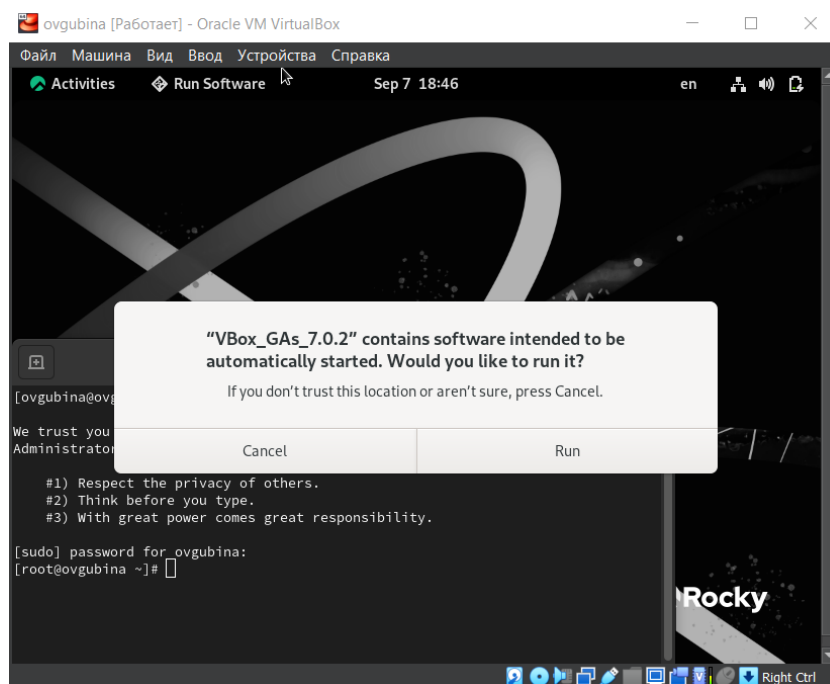 ovgubina [Работает] - Oracle VM VirtualBox
Файл Машина Вид Ввод Устройства Справка
Activities Run Software Sep 7 18:46 en
"VBox_GAs_7.0.2" contains software intended to be
automatically started. Would you like to run it?
If you don't trust this location or aren't sure, press Cancel.
Cancel Run
[ovgubina@ovg
We trust you
Administrator
#1) Respect the privacy of others.
#2) Think before you type.
#3) With great power comes great responsibility.
[sudo] password for ovgubina:
[root@ovgubina ~]#
Rocky
Right Ctrl